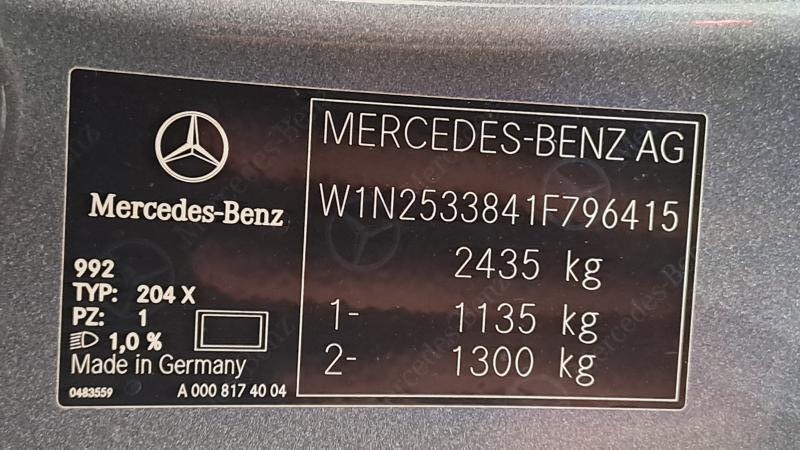 Mercedes-Benz
992
TYP: 204 X
PZ: 1
1,0 %
Made in Germany
0483559 A 000 817 40 04
MERCEDES-BENZ AG
W1N2533841F796415
2435 kg
1- 1135 kg
2- 1300 kg